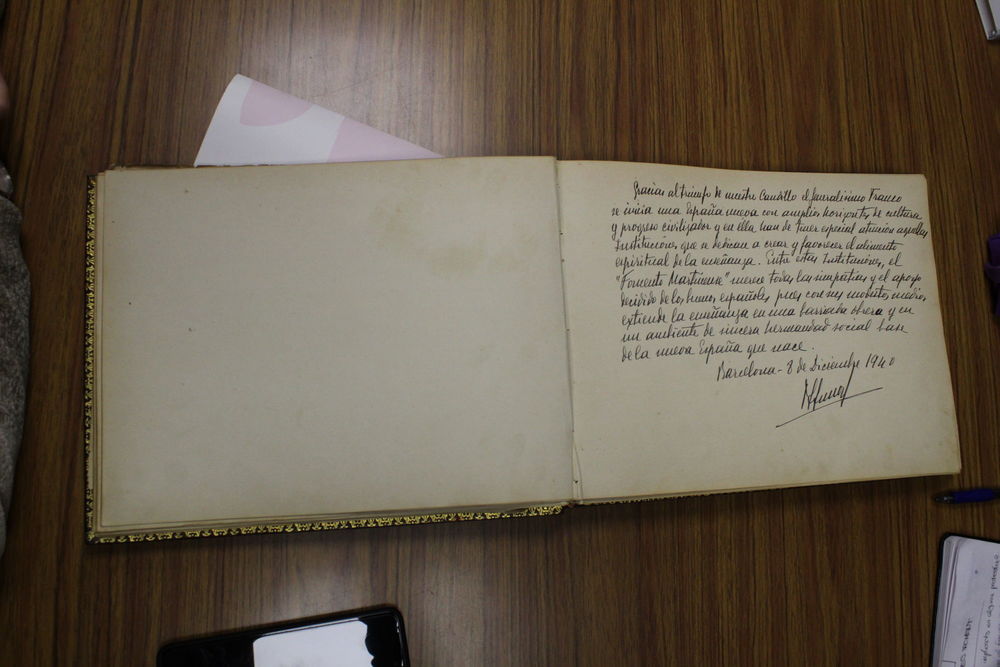 Gracias al triunfo de nuestro Caudillo el Generalísimo Franco
se inicia una España nueva con amplios horizontes de cultura
y progreso civilizador y en ella han de tener especial atención aquellas
Instituciones que se dedican a crear y favorecer el alimento
espiritual de la enseñanza. Entre estas Instituciones, el
"Fomento Martinense" merece todas las simpatías y el apoyo
decidido de los buenos españoles pues con sus modestos medios
extiende la enseñanza en una barriada obrera y en
un ambiente de sincera hermandad social base
de la nueva España que nace.
Barcelona - 8 de Diciembre 1940